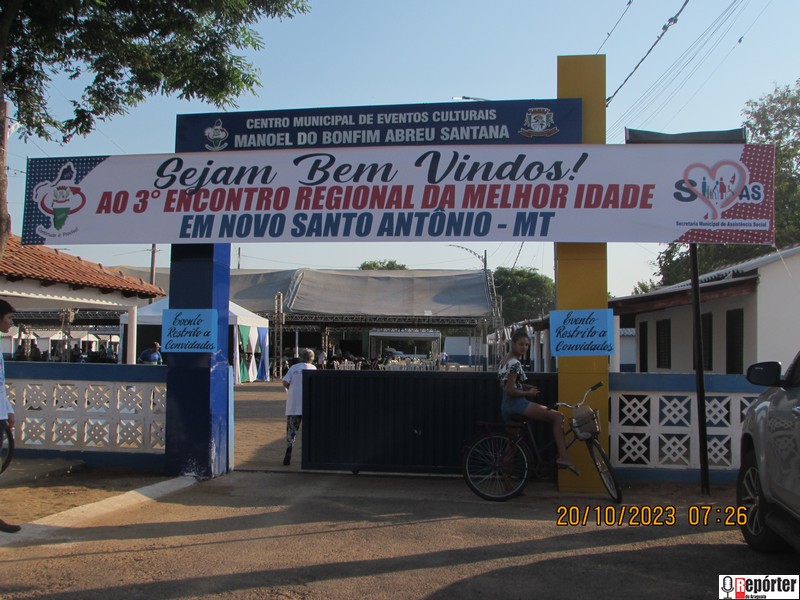 CENTRO MUNICIPAL DE EVENTOS CULTURAIS
MANOEL DO BONFIM ABREU SANTANA
Sejam Bem Vindos!
AO 3° ENCONTRO REGIONAL DA MELHOR IDADE
EM NOVO SANTO ANTÔNIO - MT
SMAS
Secretaria Municipal de Assistência Social
Evento
Restrito a
Convidados
Evento
Restrito a
Convidados
20/10/2023 07:26
Repórter
do Araguaia